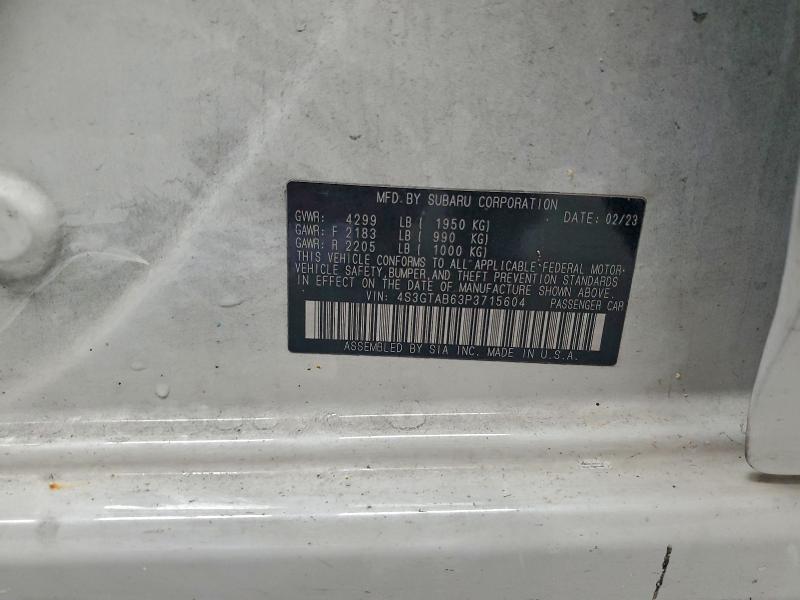 MFD. BY SUBARU CORPORATION
GVWR: 4299 LB ( 1950 KG) DATE: 02/23
GAWR: F 2183 LB ( 990 KG)
GAWR: R 2205 LB ( 1000 KG)
THIS VEHICLE CONFORMS TO ALL APPLICABLE FEDERAL MOTOR
VEHICLE SAFETY, BUMPER, AND THEFT PREVENTION STANDARDS
IN EFFECT ON THE DATE OF MANUFACTURE SHOWN ABOVE.
VIN: 4S3GTAB63P3715604 PASSENGER CAR
ASSEMBLED BY SIA INC. MADE IN U.S.A.